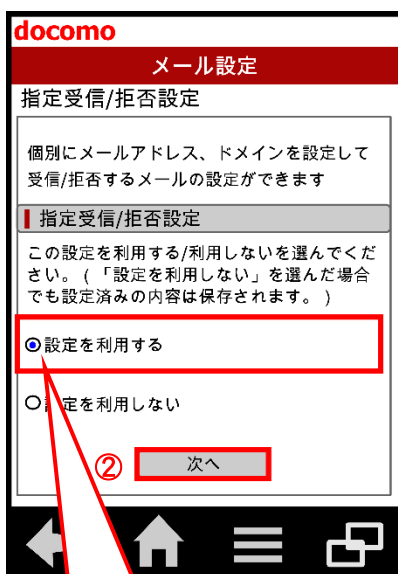 docomo
メール設定
指定受信/拒否設定
個別にメールアドレス、ドメインを設定して
受信/拒否するメールの設定ができます
指定受信/拒否設定
この設定を利用する/利用しないを選んでくだ
さい。(「設定を利用しない」を選んだ場合
でも設定済みの内容は保存されます。)
設定を利用する
定を利用しない
② 次へ